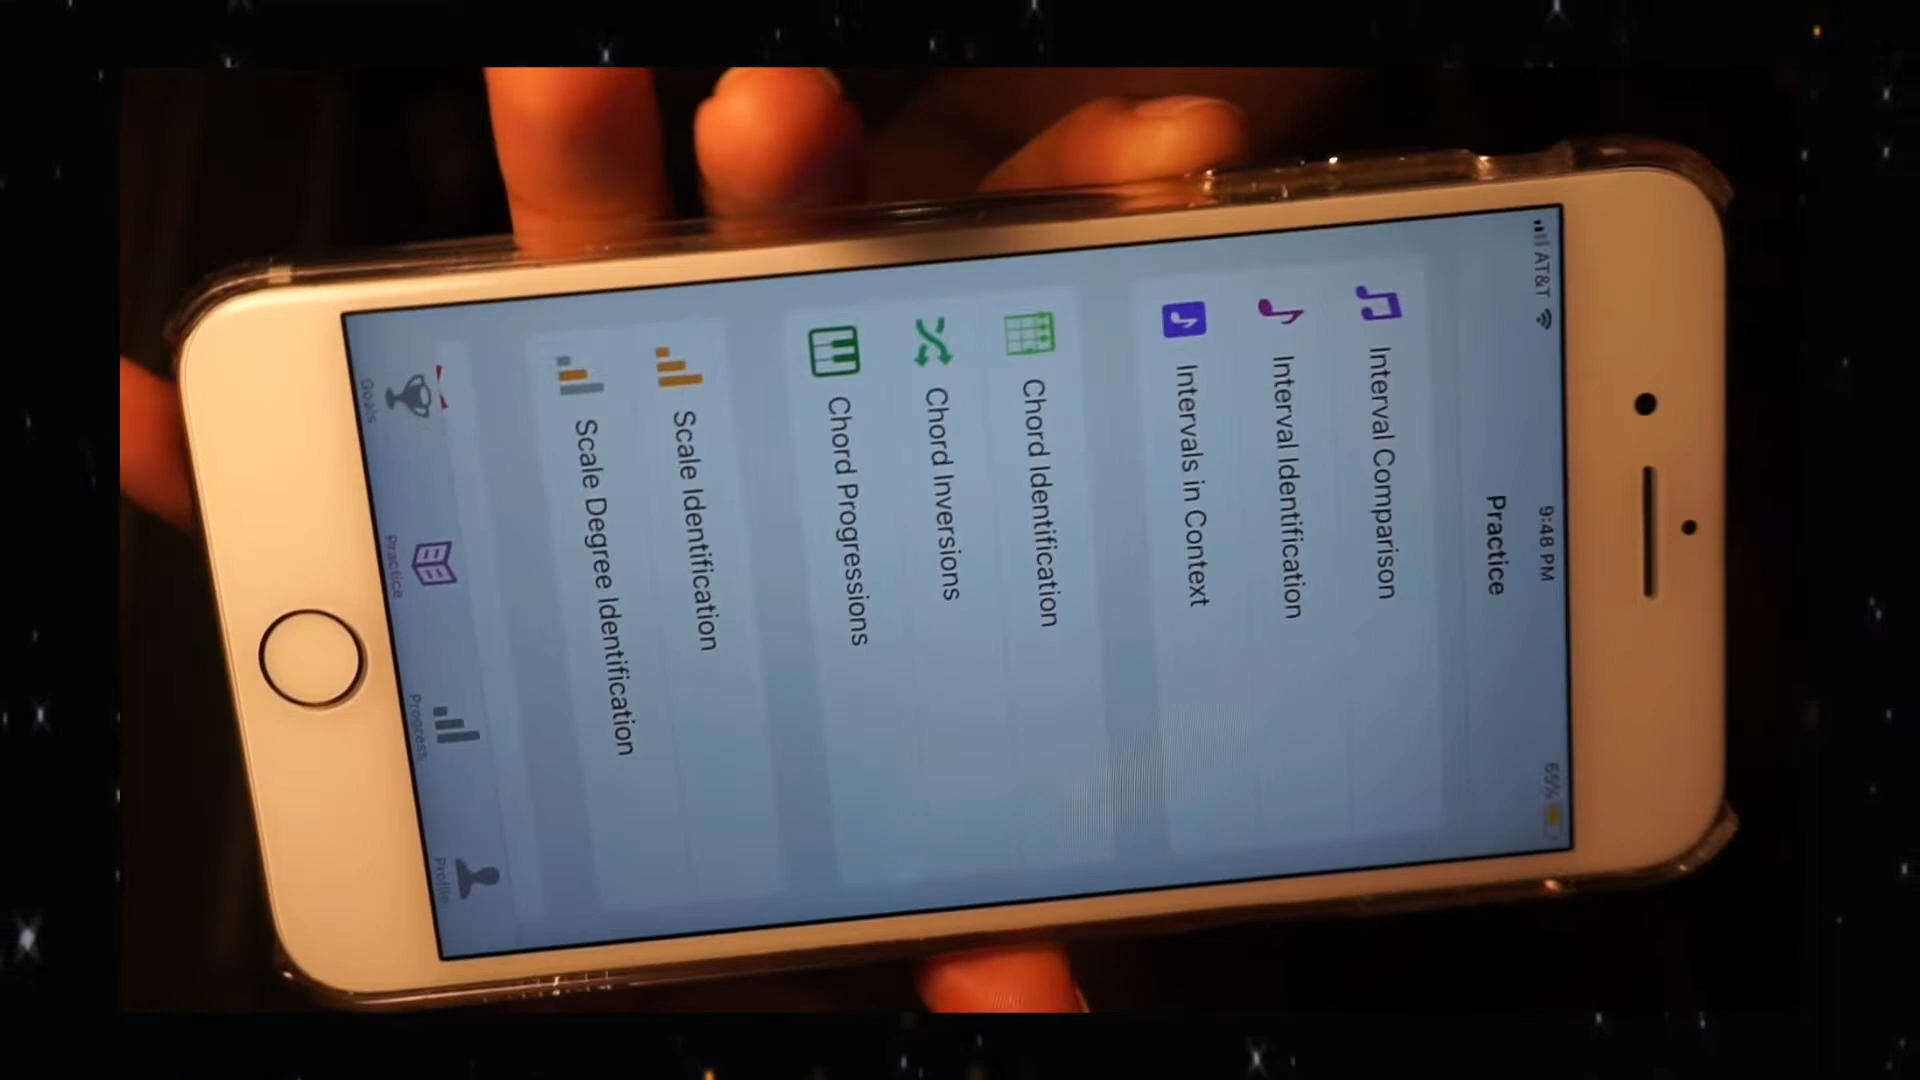 AT&T 9:48 PM 65%
Practice
Interval Comparison
Interval Identification
Intervals in Context
Chord Identification
Chord Inversions
Chord Progressions
Scale Identification
Scale Degree Identification
Goals Practice Progress Profile